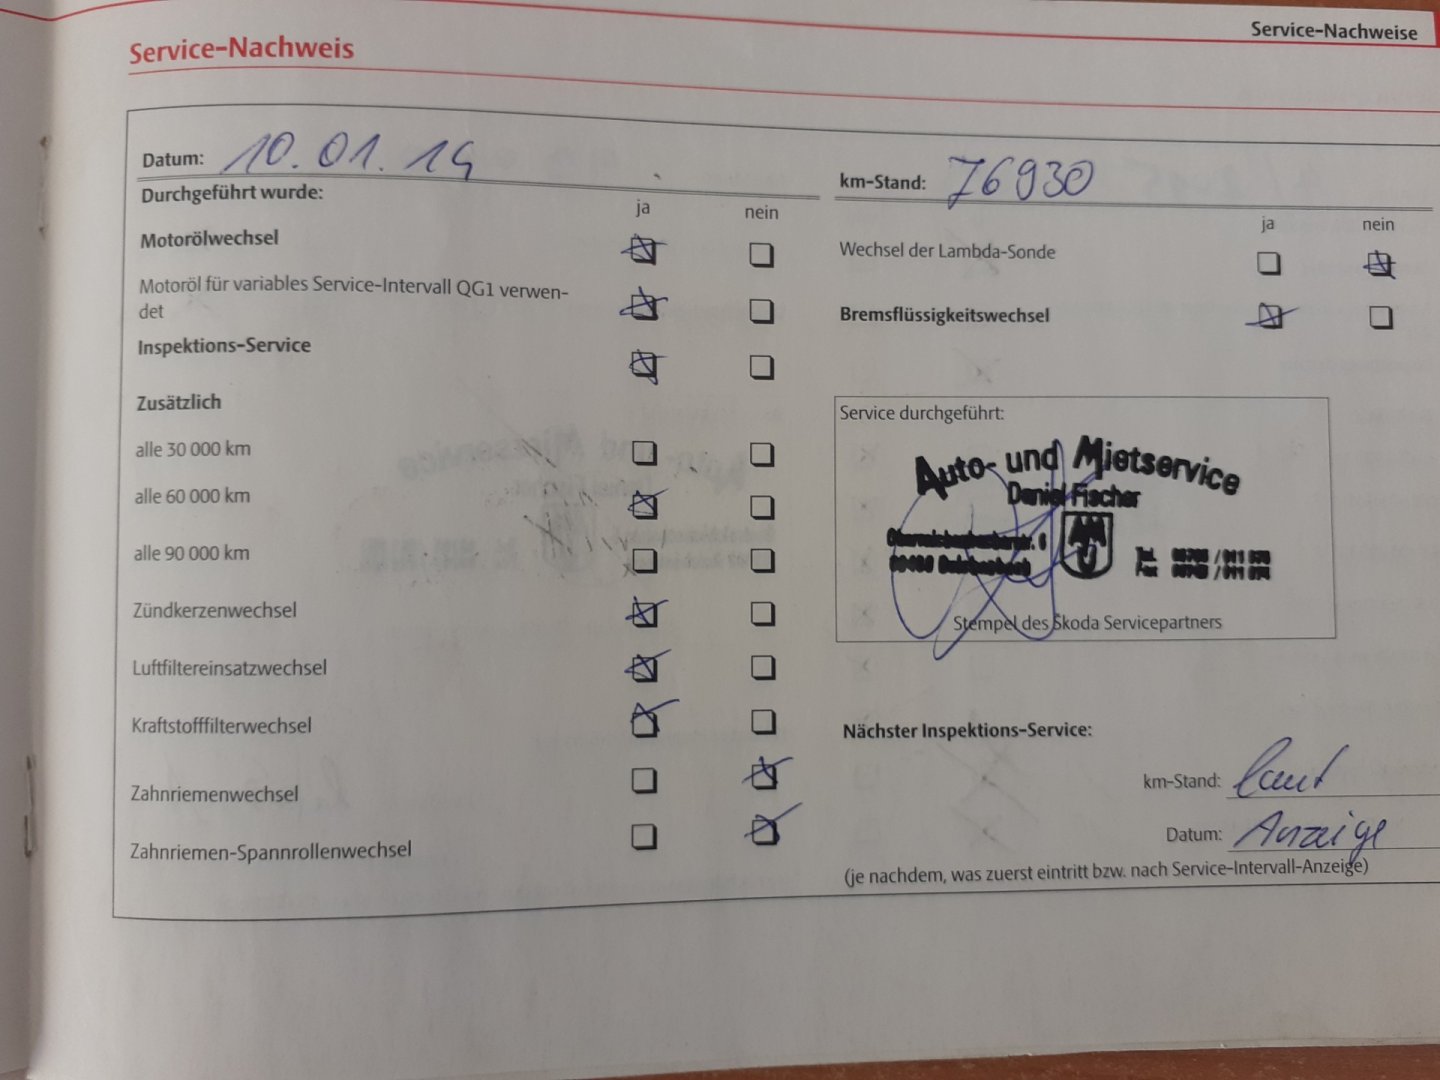 Service-Nachweise
Service-Nachweis
Datum: 10.01.14
km-Stand: 76930
Durchgeführt wurde:
ja nein
ja nein
Motorölwechsel
Wechsel der Lambda-Sonde
Motoröl für variables Service-Intervall QG1 verwen-
det
Bremsflüssigkeitswechsel
Inspektions-Service
Zusätzlich
alle 30 000 km
alle 60 000 km
alle 90 000 km
Zündkerzenwechsel
Luftfiltereinsatzwechsel
Kraftstofffilterwechsel
Zahnriemenwechsel
Zahnriemen-Spannrollenwechsel
Service durchgeführt:
Auto- und Mietservice
Daniel Fischer
Tel.
Fax
Stempel des Škoda Servicepartners
Nächster Inspektions-Service:
km-Stand: laut
Datum: Anzeige
(je nachdem, was zuerst eintritt bzw. nach Service-Intervall-Anzeige)